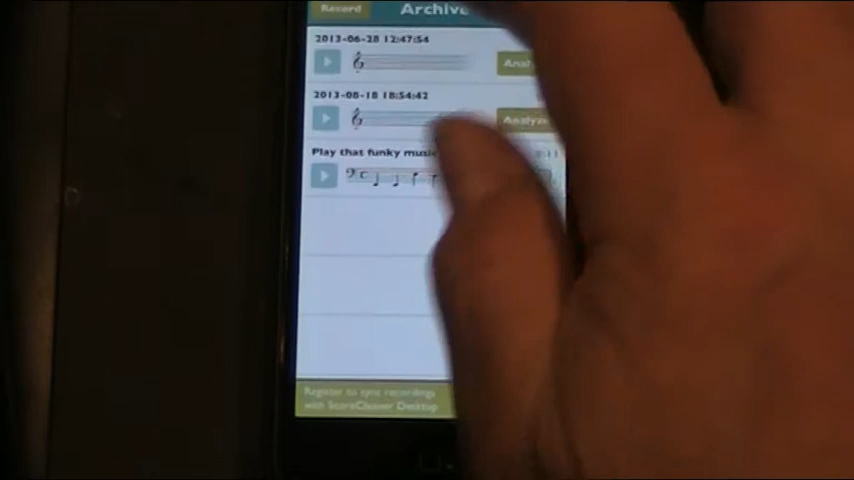 Record
Archive
2013-06-28 12:47:54
2013-08-18 18:54:42
Analyze
Play that funky music
Register to sync recordings
with ScoreCleaner Desktop